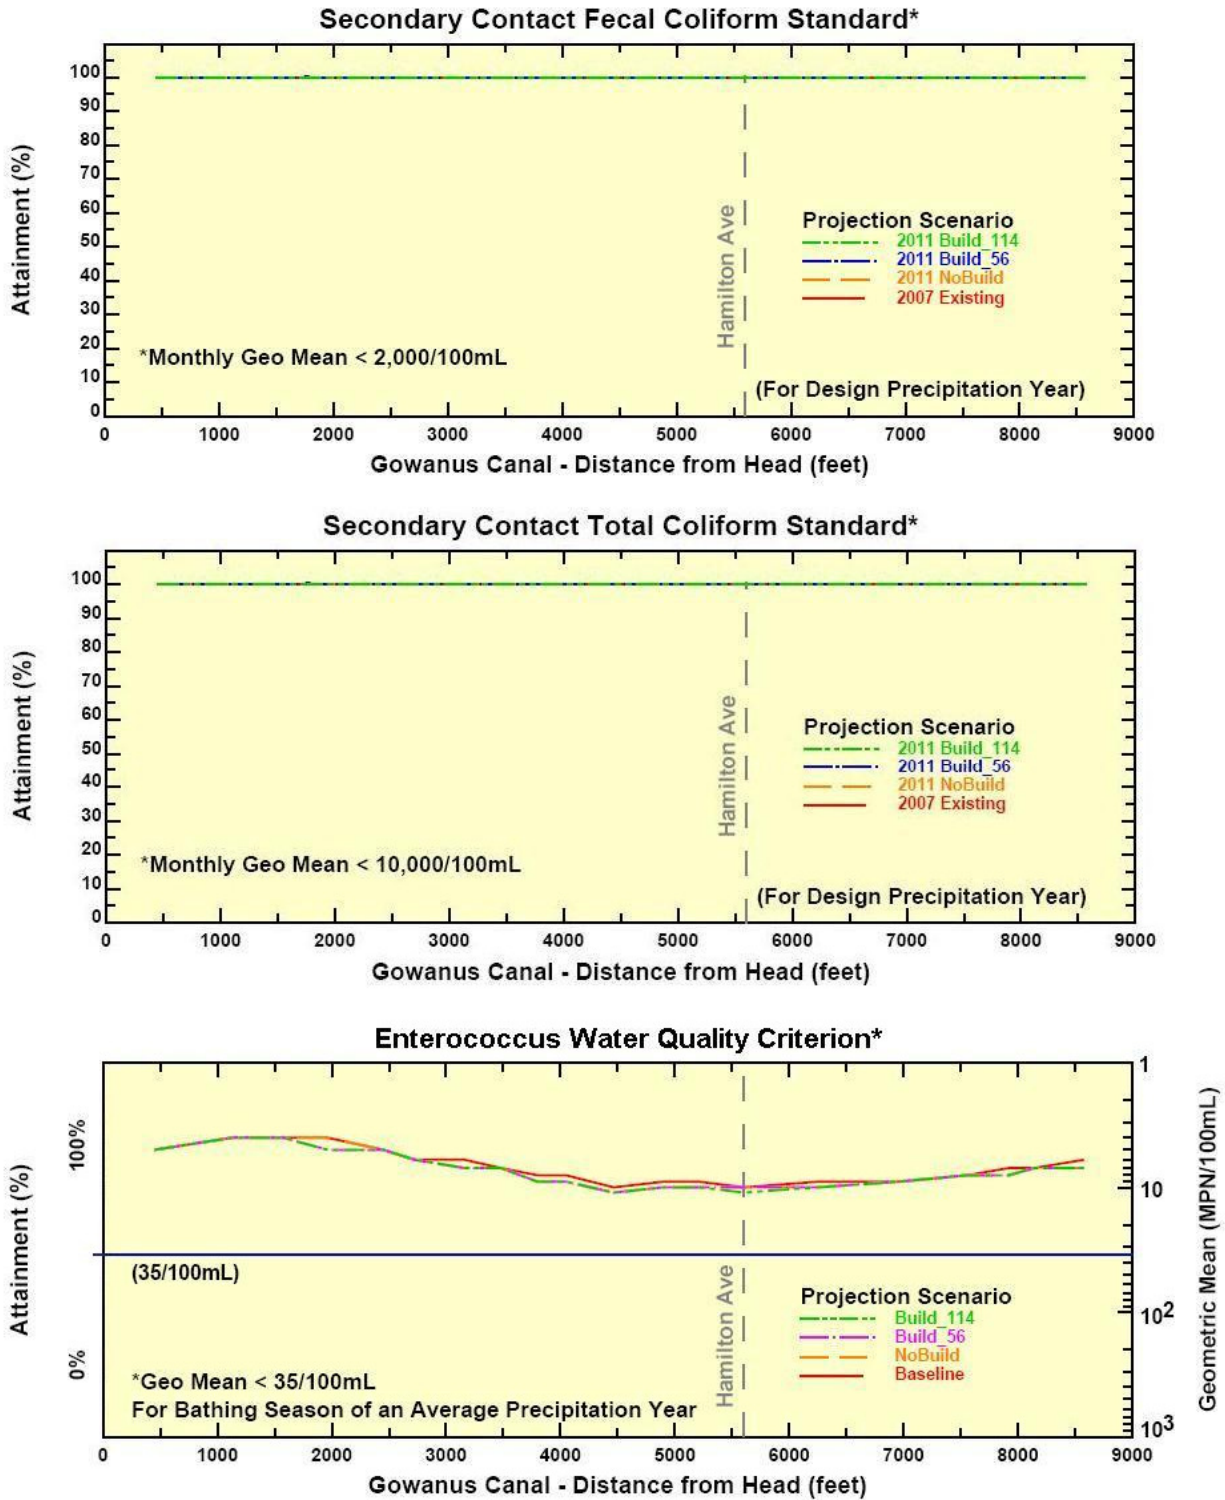 Secondary Contact Fecal Coliform Standard*
Attainment (%)
100
90
80
70
60
50
40
30
20
10
0
Hamilton Ave
Projection Scenario
2011 Build_114
2011 Build_56
2011 NoBuild
2007 Existing
*Monthly Geo Mean < 2,000/100mL
(For Design Precipitation Year)
0 1000 2000 3000 4000 5000 6000 7000 8000 9000
Gowanus Canal - Distance from Head (feet)
Secondary Contact Total Coliform Standard*
Attainment (%)
100
90
80
70
60
50
40
30
20
10
0
Hamilton Ave
Projection Scenario
2011 Build_114
2011 Build_56
2011 NoBuild
2007 Existing
*Monthly Geo Mean < 10,000/100mL
(For Design Precipitation Year)
0 1000 2000 3000 4000 5000 6000 7000 8000 9000
Gowanus Canal - Distance from Head (feet)
Enterococcus Water Quality Criterion*
Attainment (%)
100%
0%
1
10
10²
10³
Geometric Mean (MPN/100mL)
(35/100mL)
Hamilton Ave
Projection Scenario
Build_114
Build_56
NoBuild
Baseline
*Geo Mean < 35/100mL
For Bathing Season of an Average Precipitation Year
0 1000 2000 3000 4000 5000 6000 7000 8000 9000
Gowanus Canal - Distance from Head (feet)